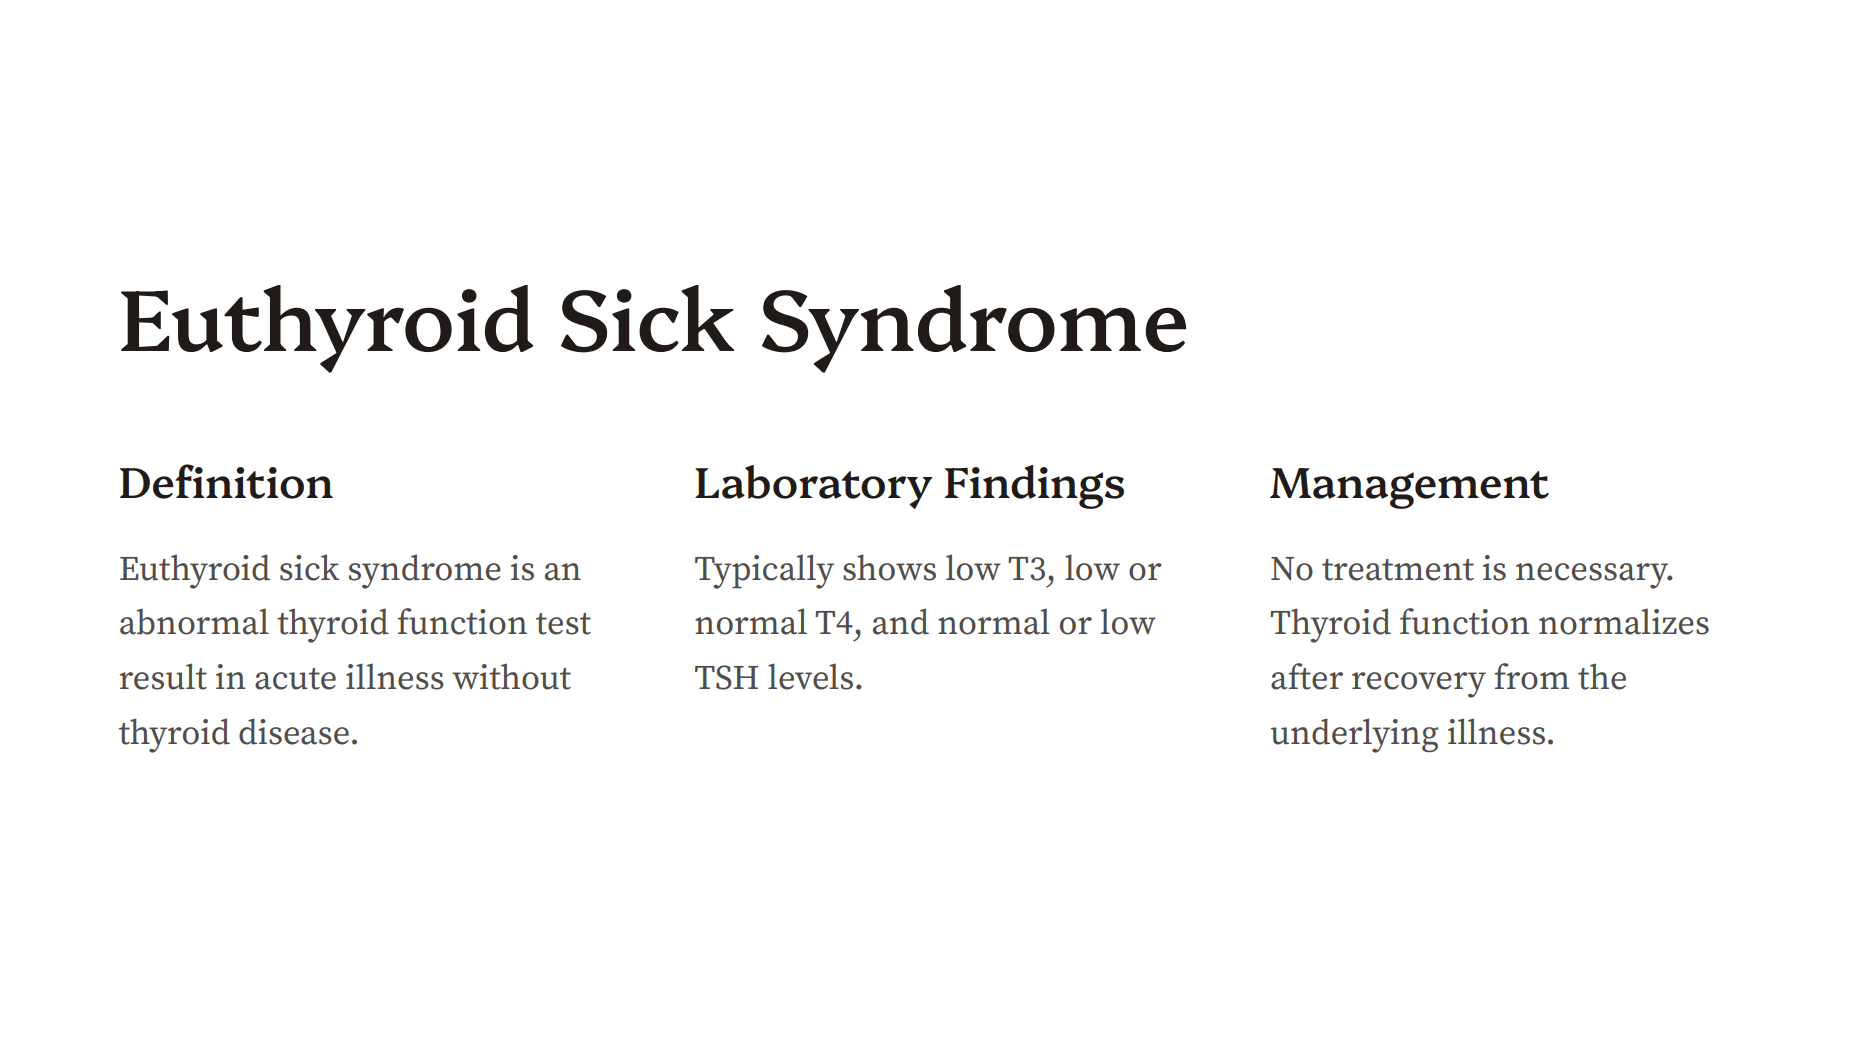 Euthyroid Sick Syndrome
Definition
Euthyroid sick syndrome is an
abnormal thyroid function test
result in acute illness without
thyroid disease.
Laboratory Findings
Typically shows low T3, low or
normal T4, and normal or low
TSH levels.
Management
No treatment is necessary.
Thyroid function normalizes
after recovery from the
underlying illness.